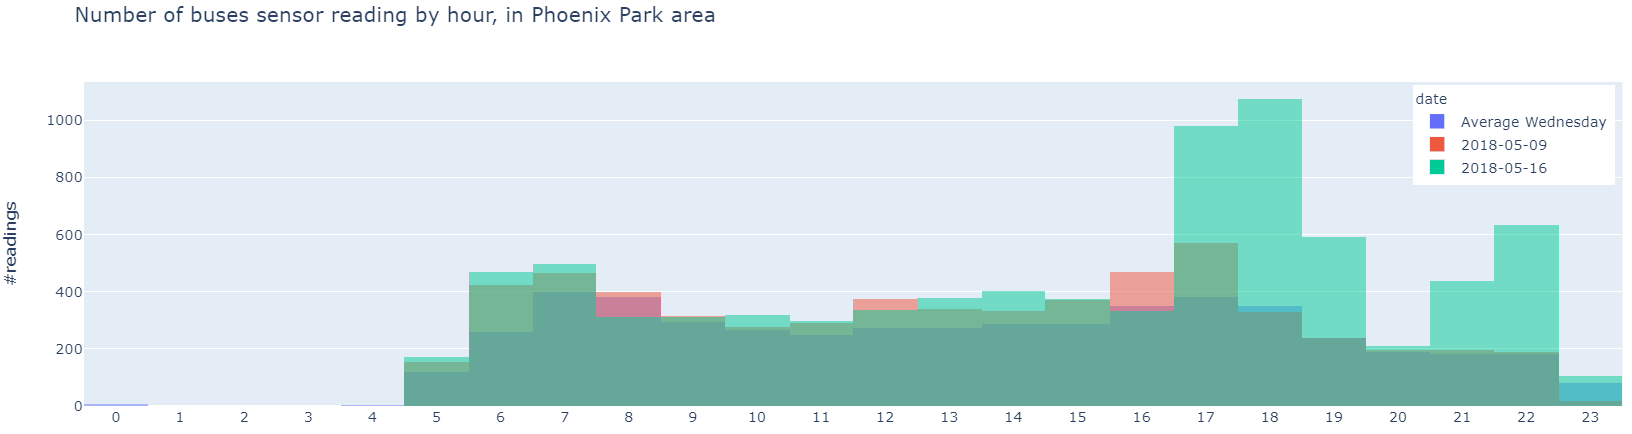 Number of buses sensor reading by hour, in Phoenix Park area
#readings
1000
800
600
400
200
0
0 1 2 3 4 5 6 7 8 9 10 11 12 13 14 15 16 17 18 19 20 21 22 23
date
Average Wednesday
2018-05-09
2018-05-16